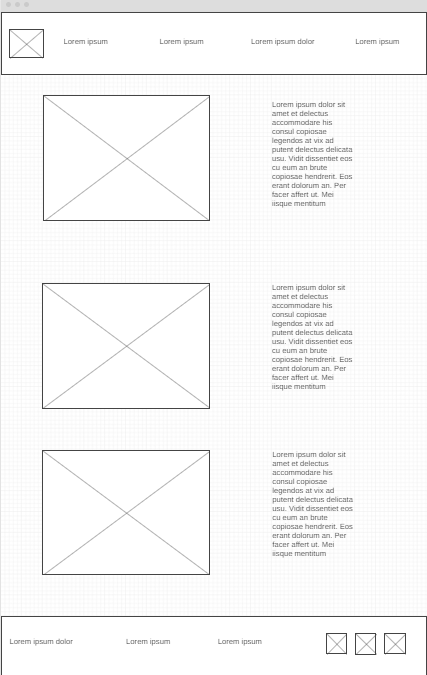 Lorem ipsum
Lorem ipsum
Lorem ipsum dolor
Lorem ipsum
Lorem ipsum dolor sit
amet et delectus
accommodare his
consul copiosae
legendos at vix ad
putent delectus delicata
usu. Vidit dissentiet eos
cu eum an brute
copiosae hendrerit. Eos
erant dolorum an. Per
facer affert ut. Mei
iisque mentitum
Lorem ipsum dolor sit
amet et delectus
accommodare his
consul copiosae
legendos at vix ad
putent delectus delicata
usu. Vidit dissentiet eos
cu eum an brute
copiosae hendrerit. Eos
erant dolorum an. Per
facer affert ut. Mei
iisque mentitum
Lorem ipsum dolor sit
amet et delectus
accommodare his
consul copiosae
legendos at vix ad
putent delectus delicata
usu. Vidit dissentiet eos
cu eum an brute
copiosae hendrerit. Eos
erant dolorum an. Per
facer affert ut. Mei
iisque mentitum
Lorem ipsum dolor
Lorem ipsum
Lorem ipsum